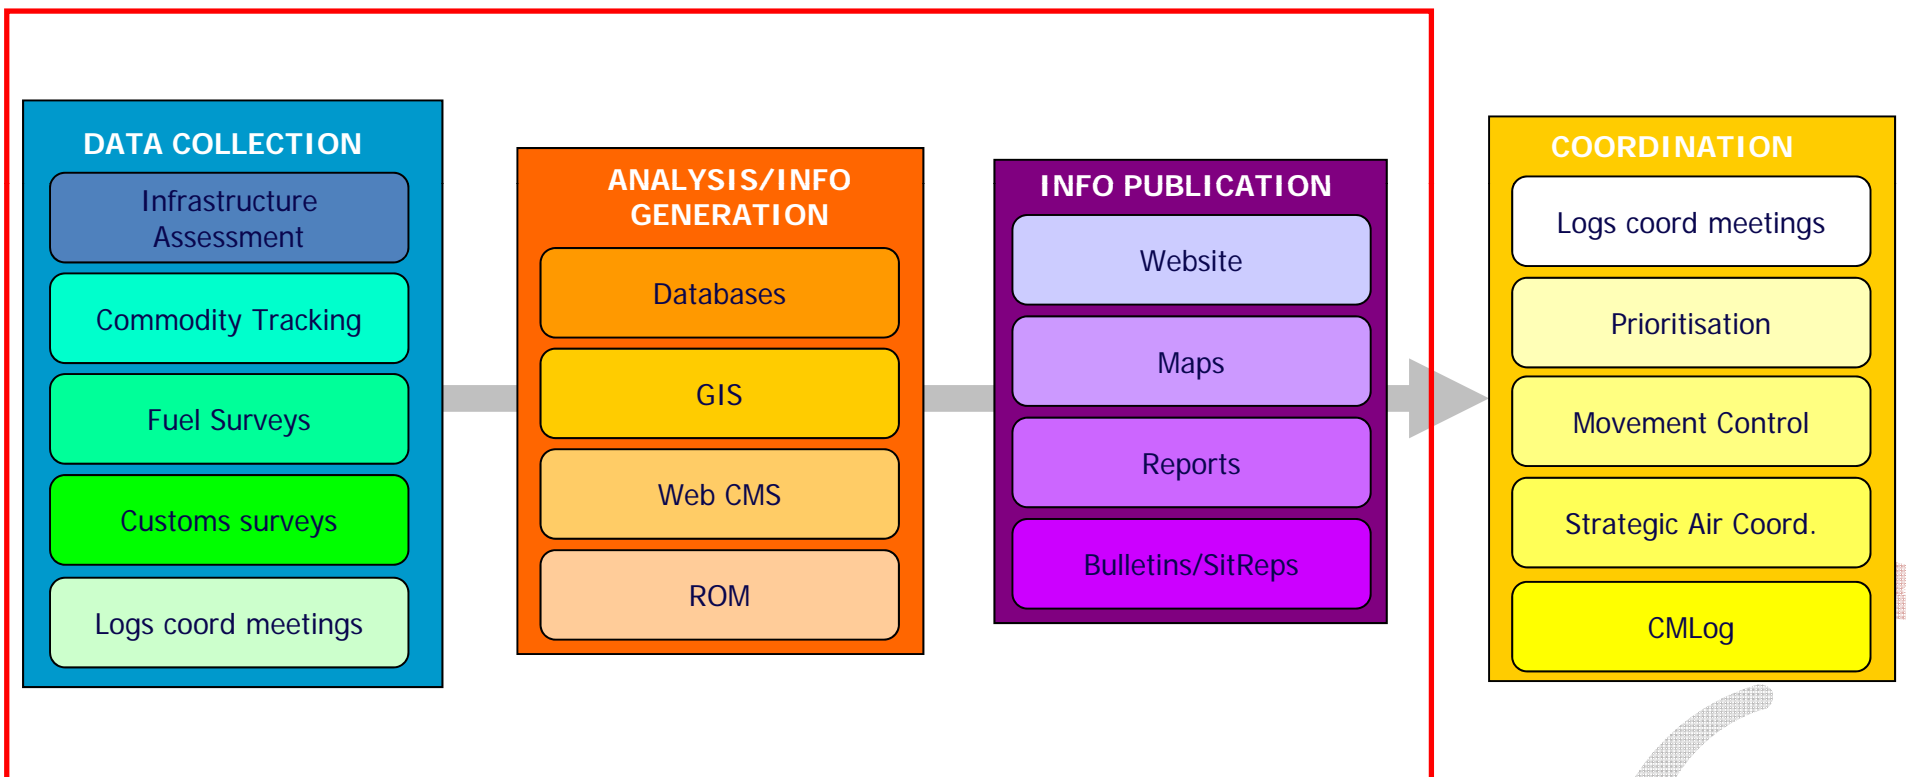 DATA COLLECTION
Infrastructure
Assessment
Commodity Tracking
Fuel Surveys
Customs surveys
Logs coord meetings
ANALYSIS/INFO
GENERATION
Databases
GIS
Web CMS
ROM
INFO PUBLICATION
Website
Maps
Reports
Bulletins/SitReps
COORDINATION
Logs coord meetings
Prioritisation
Movement Control
Strategic Air Coord.
CMLog